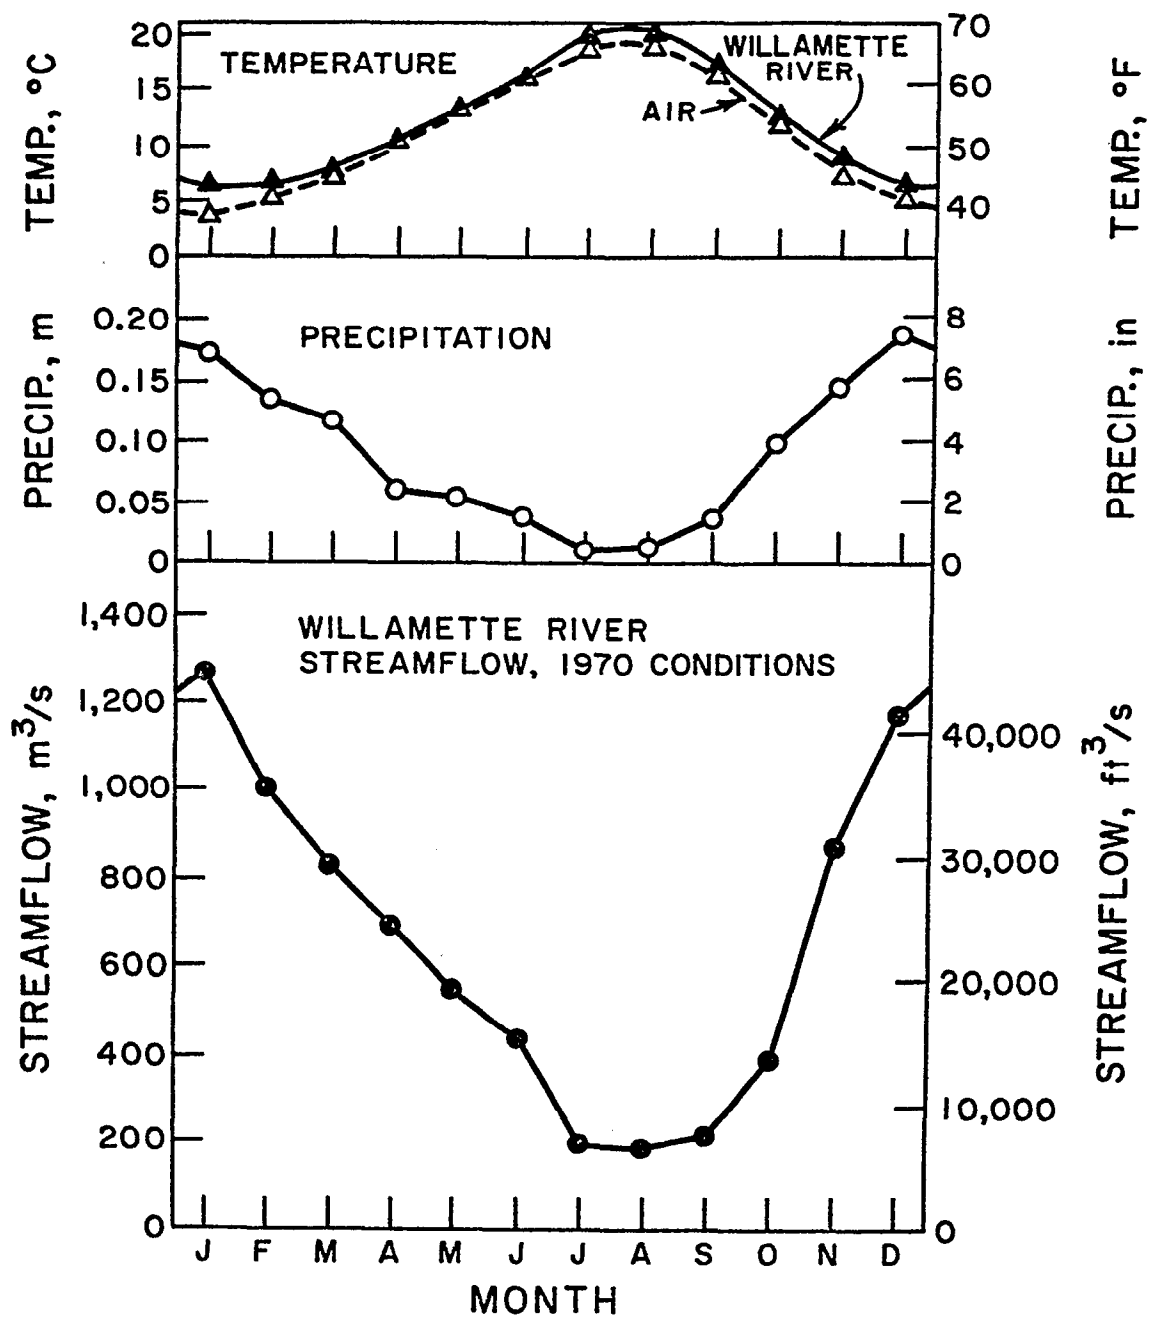 TEMP., °C
20
15
10
5
0
TEMPERATURE
WILLAMETTE
RIVER
AIR
70
60
50
40
TEMP., °F
PRECIP., m
0.20
0.15
0.10
0.05
0
PRECIPITATION
8
6
4
2
0
PRECIP., in
STREAMFLOW, m³/s
1,400
1,200
1,000
800
600
400
200
0
WILLAMETTE RIVER
STREAMFLOW, 1970 CONDITIONS
40,000
30,000
20,000
10,000
0
STREAMFLOW, ft³/s
J F M A M J J A S O N D
MONTH